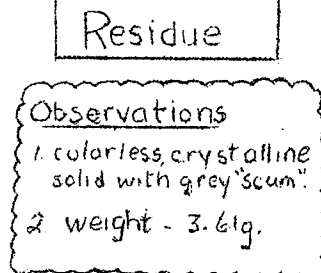 Residue
Observations
1. colorless, crystalline
solid with grey "scum".
2 weight - 3.61g.